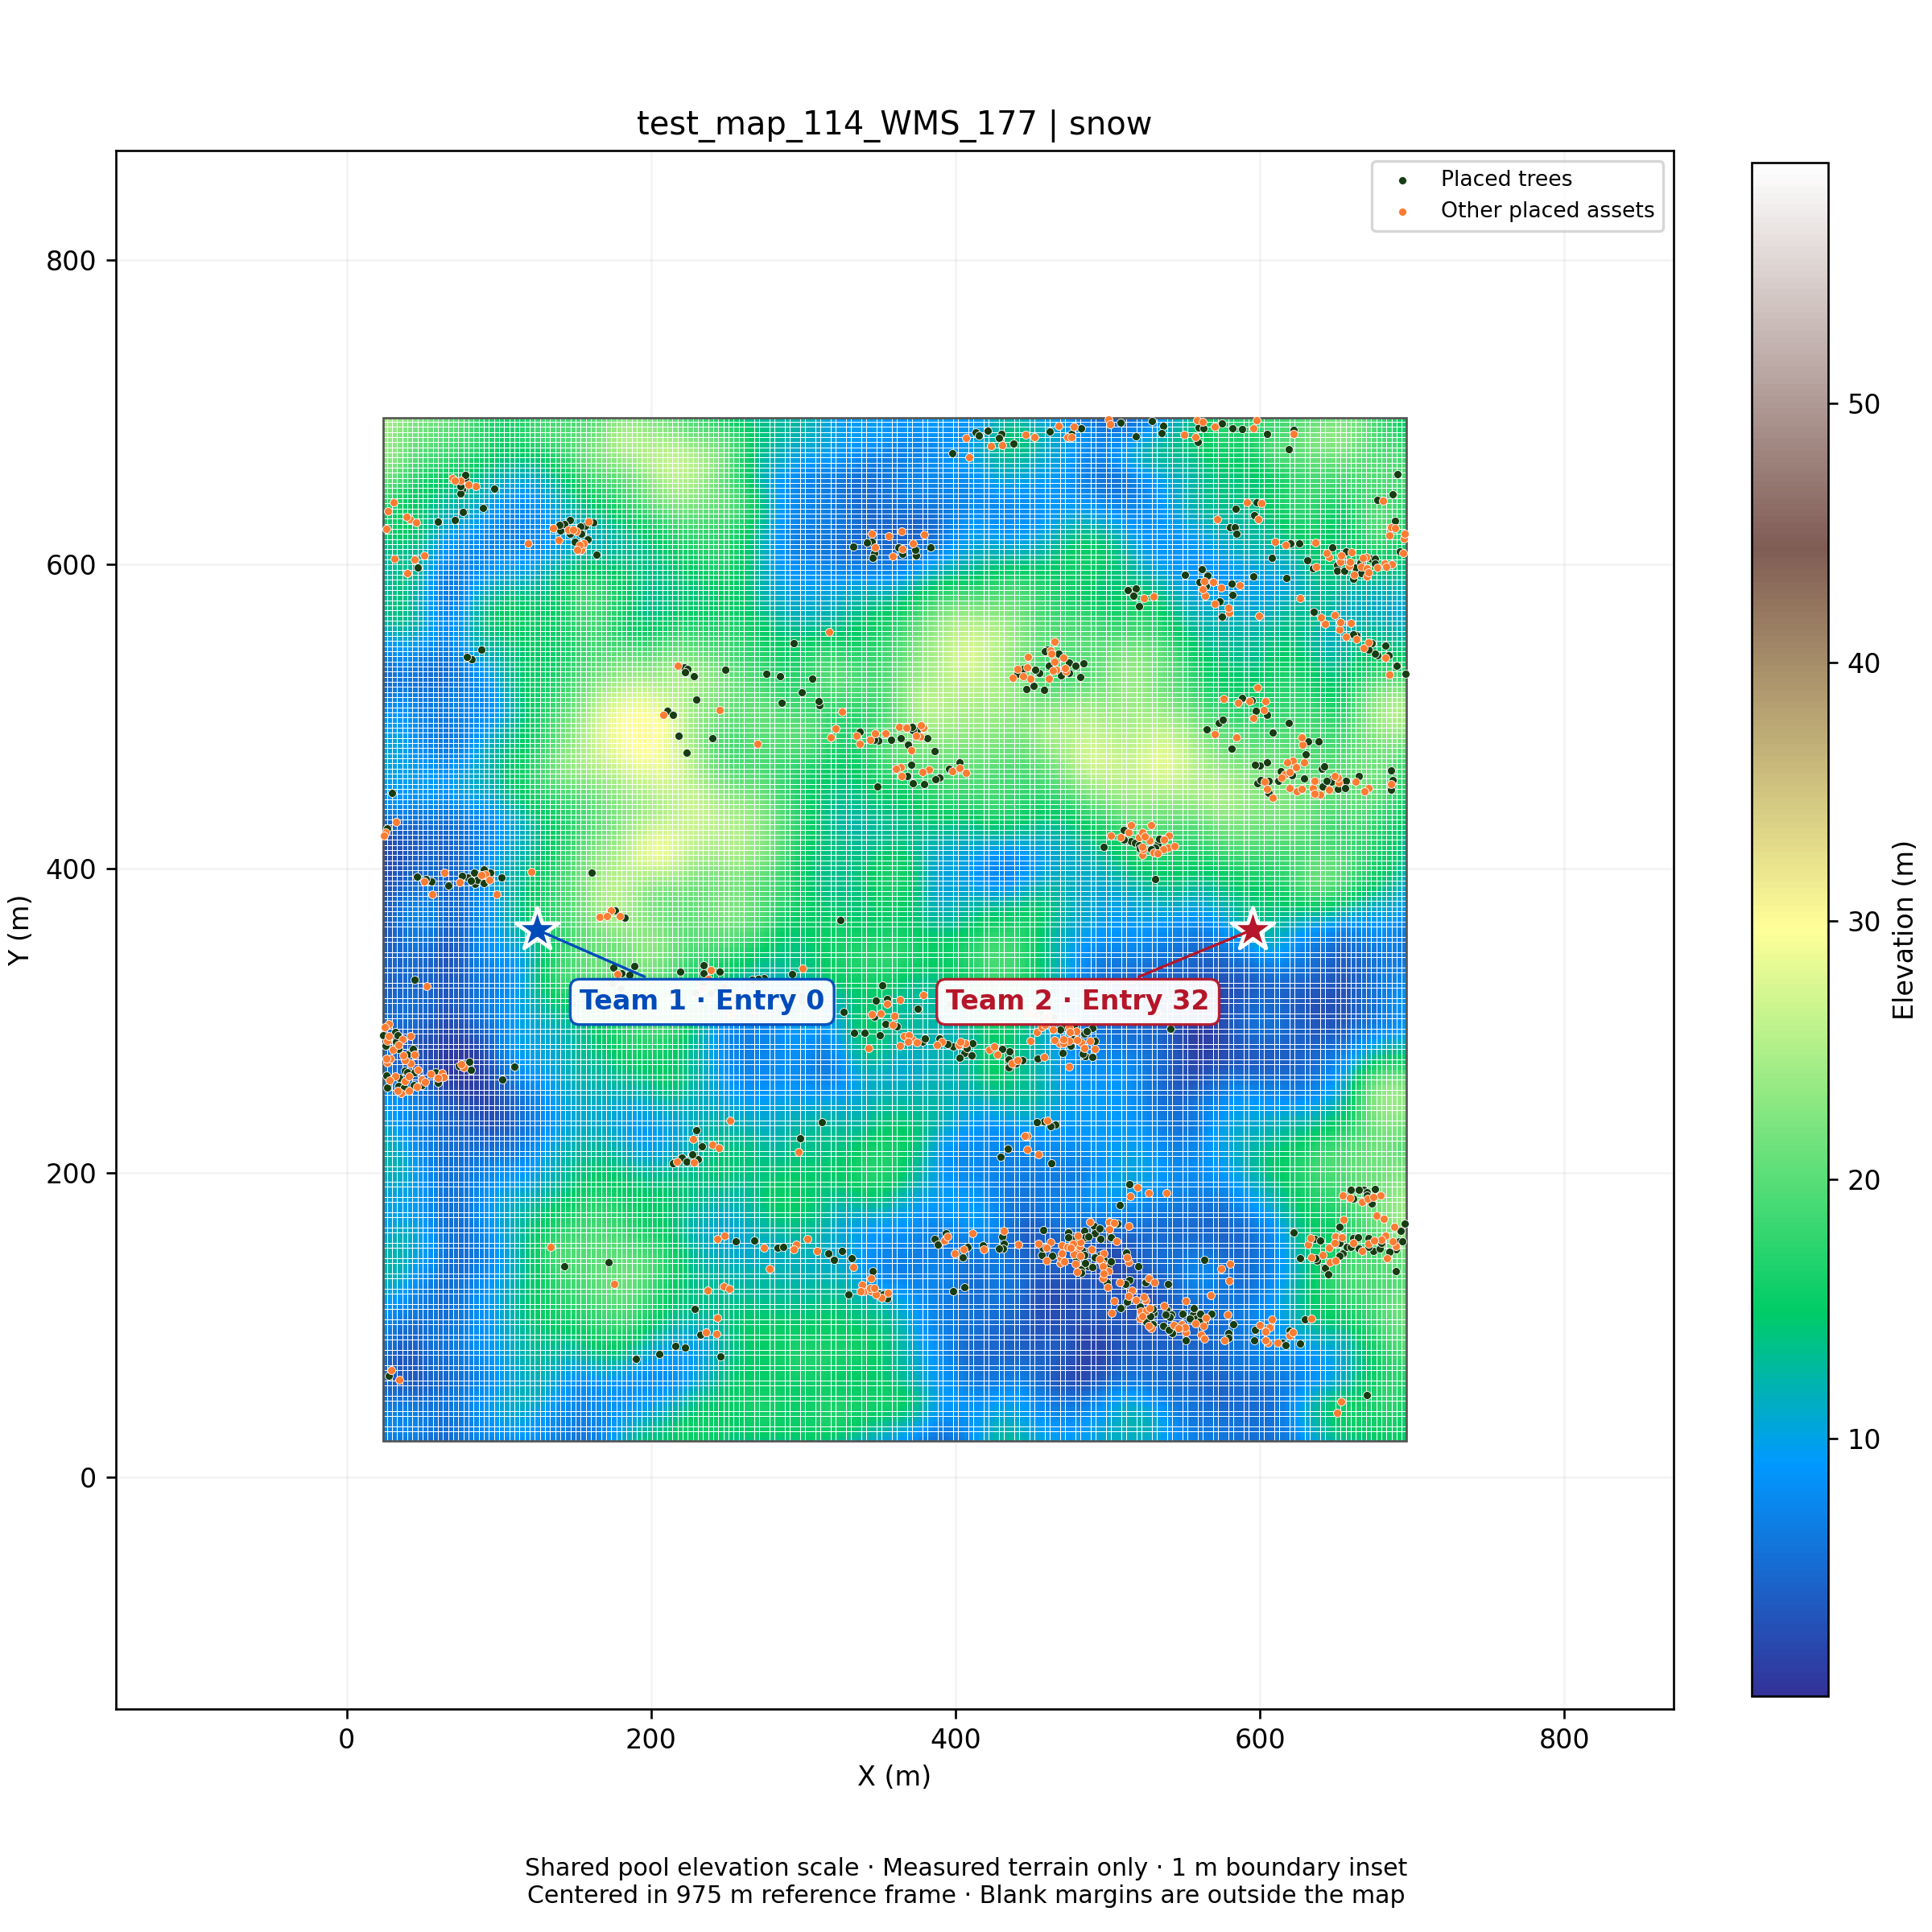 test_map_114_WMS_177 | snow
Placed trees
Other placed assets
800
600
400
200
0
Y (m)
Team 1 · Entry 0
Team 2 · Entry 32
0
200
400
600
800
X (m)
50
40
30
20
10
Elevation (m)
Shared pool elevation scale · Measured terrain only · 1 m boundary inset
Centered in 975 m reference frame · Blank margins are outside the map